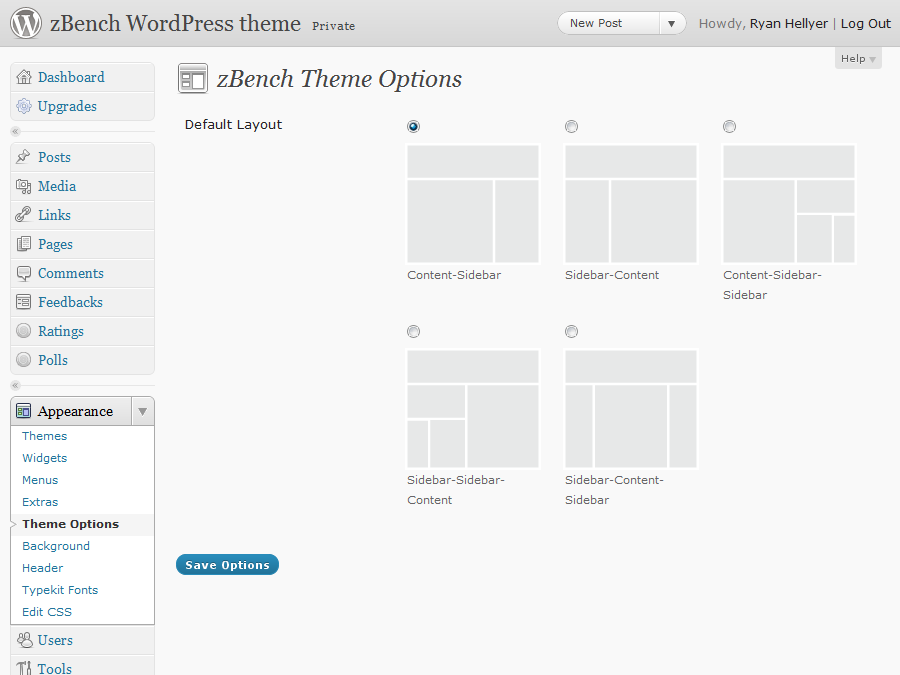 zBench WordPress theme Private
New Post
Howdy, Ryan Hellyer | Log Out
Help
Dashboard
Upgrades
Posts
Media
Links
Pages
Comments
Feedbacks
Ratings
Polls
Appearance
Themes
Widgets
Menus
Extras
Theme Options
Background
Header
Typekit Fonts
Edit CSS
Users
Tools
zBench Theme Options
Default Layout
Content-Sidebar
Sidebar-Content
Content-Sidebar-
Sidebar
Sidebar-Sidebar-
Content
Sidebar-Content-
Sidebar
Save Options